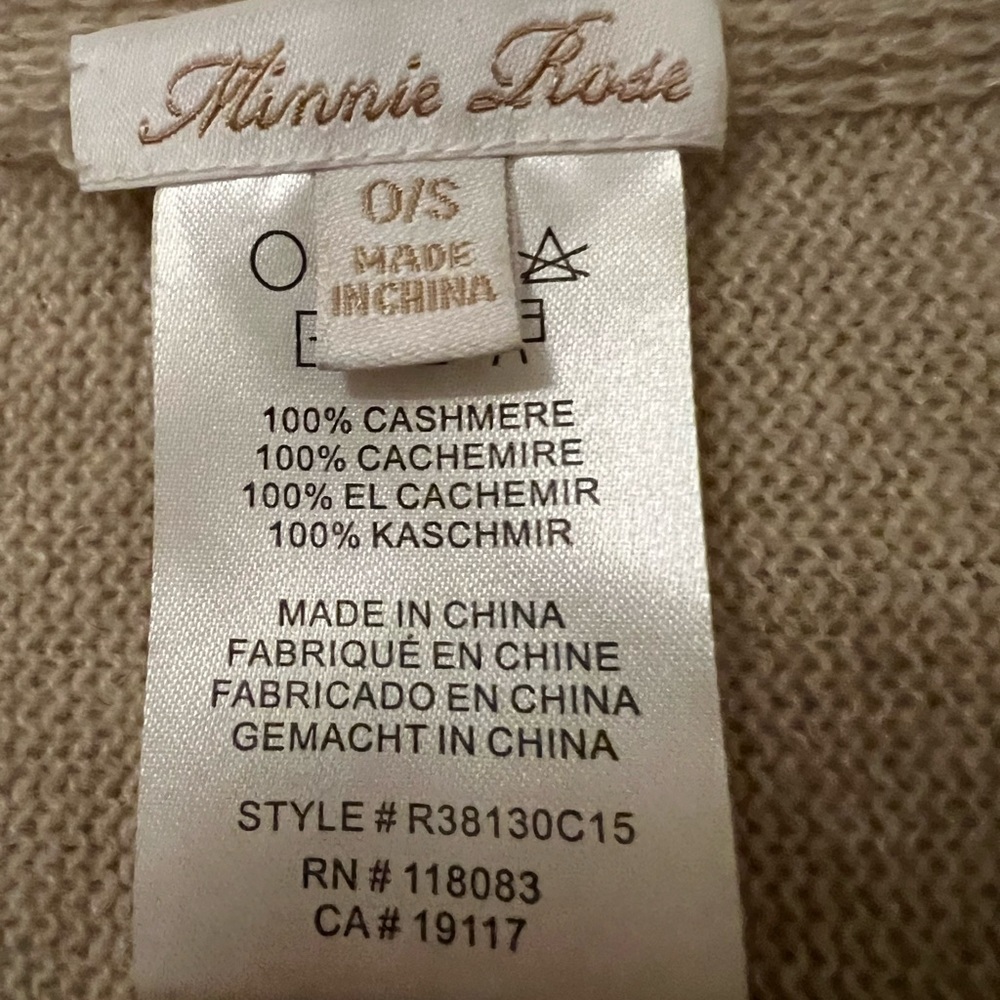 Minnie Rose
O/S
MADE
IN CHINA
100% CASHMERE
100% CACHEMIRE
100% EL CACHEMIR
100% KASCHMIR
MADE IN CHINA
FABRIQUÉ EN CHINE
FABRICADO EN CHINA
GEMACHT IN CHINA
STYLE # R38130C15
RN # 118083
CA# 19117